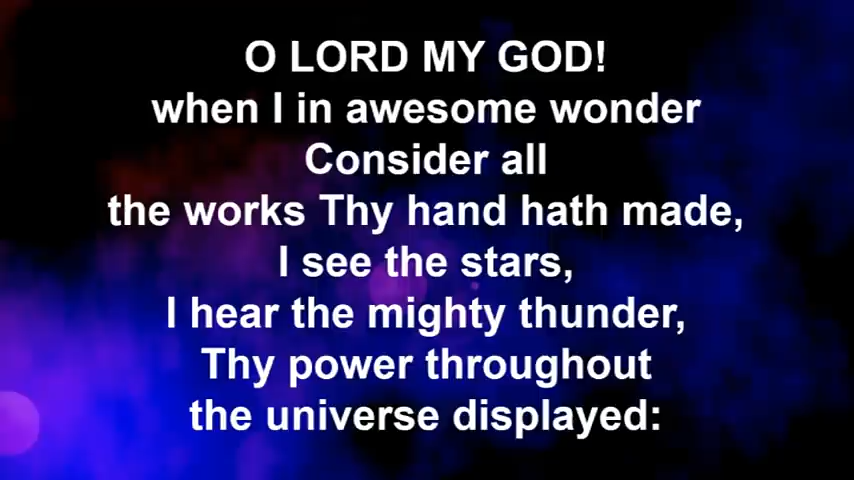 O LORD MY GOD!
when I in awesome wonder
Consider all
the works Thy hand hath made,
I see the stars,
I hear the mighty thunder,
Thy power throughout
the universe displayed: